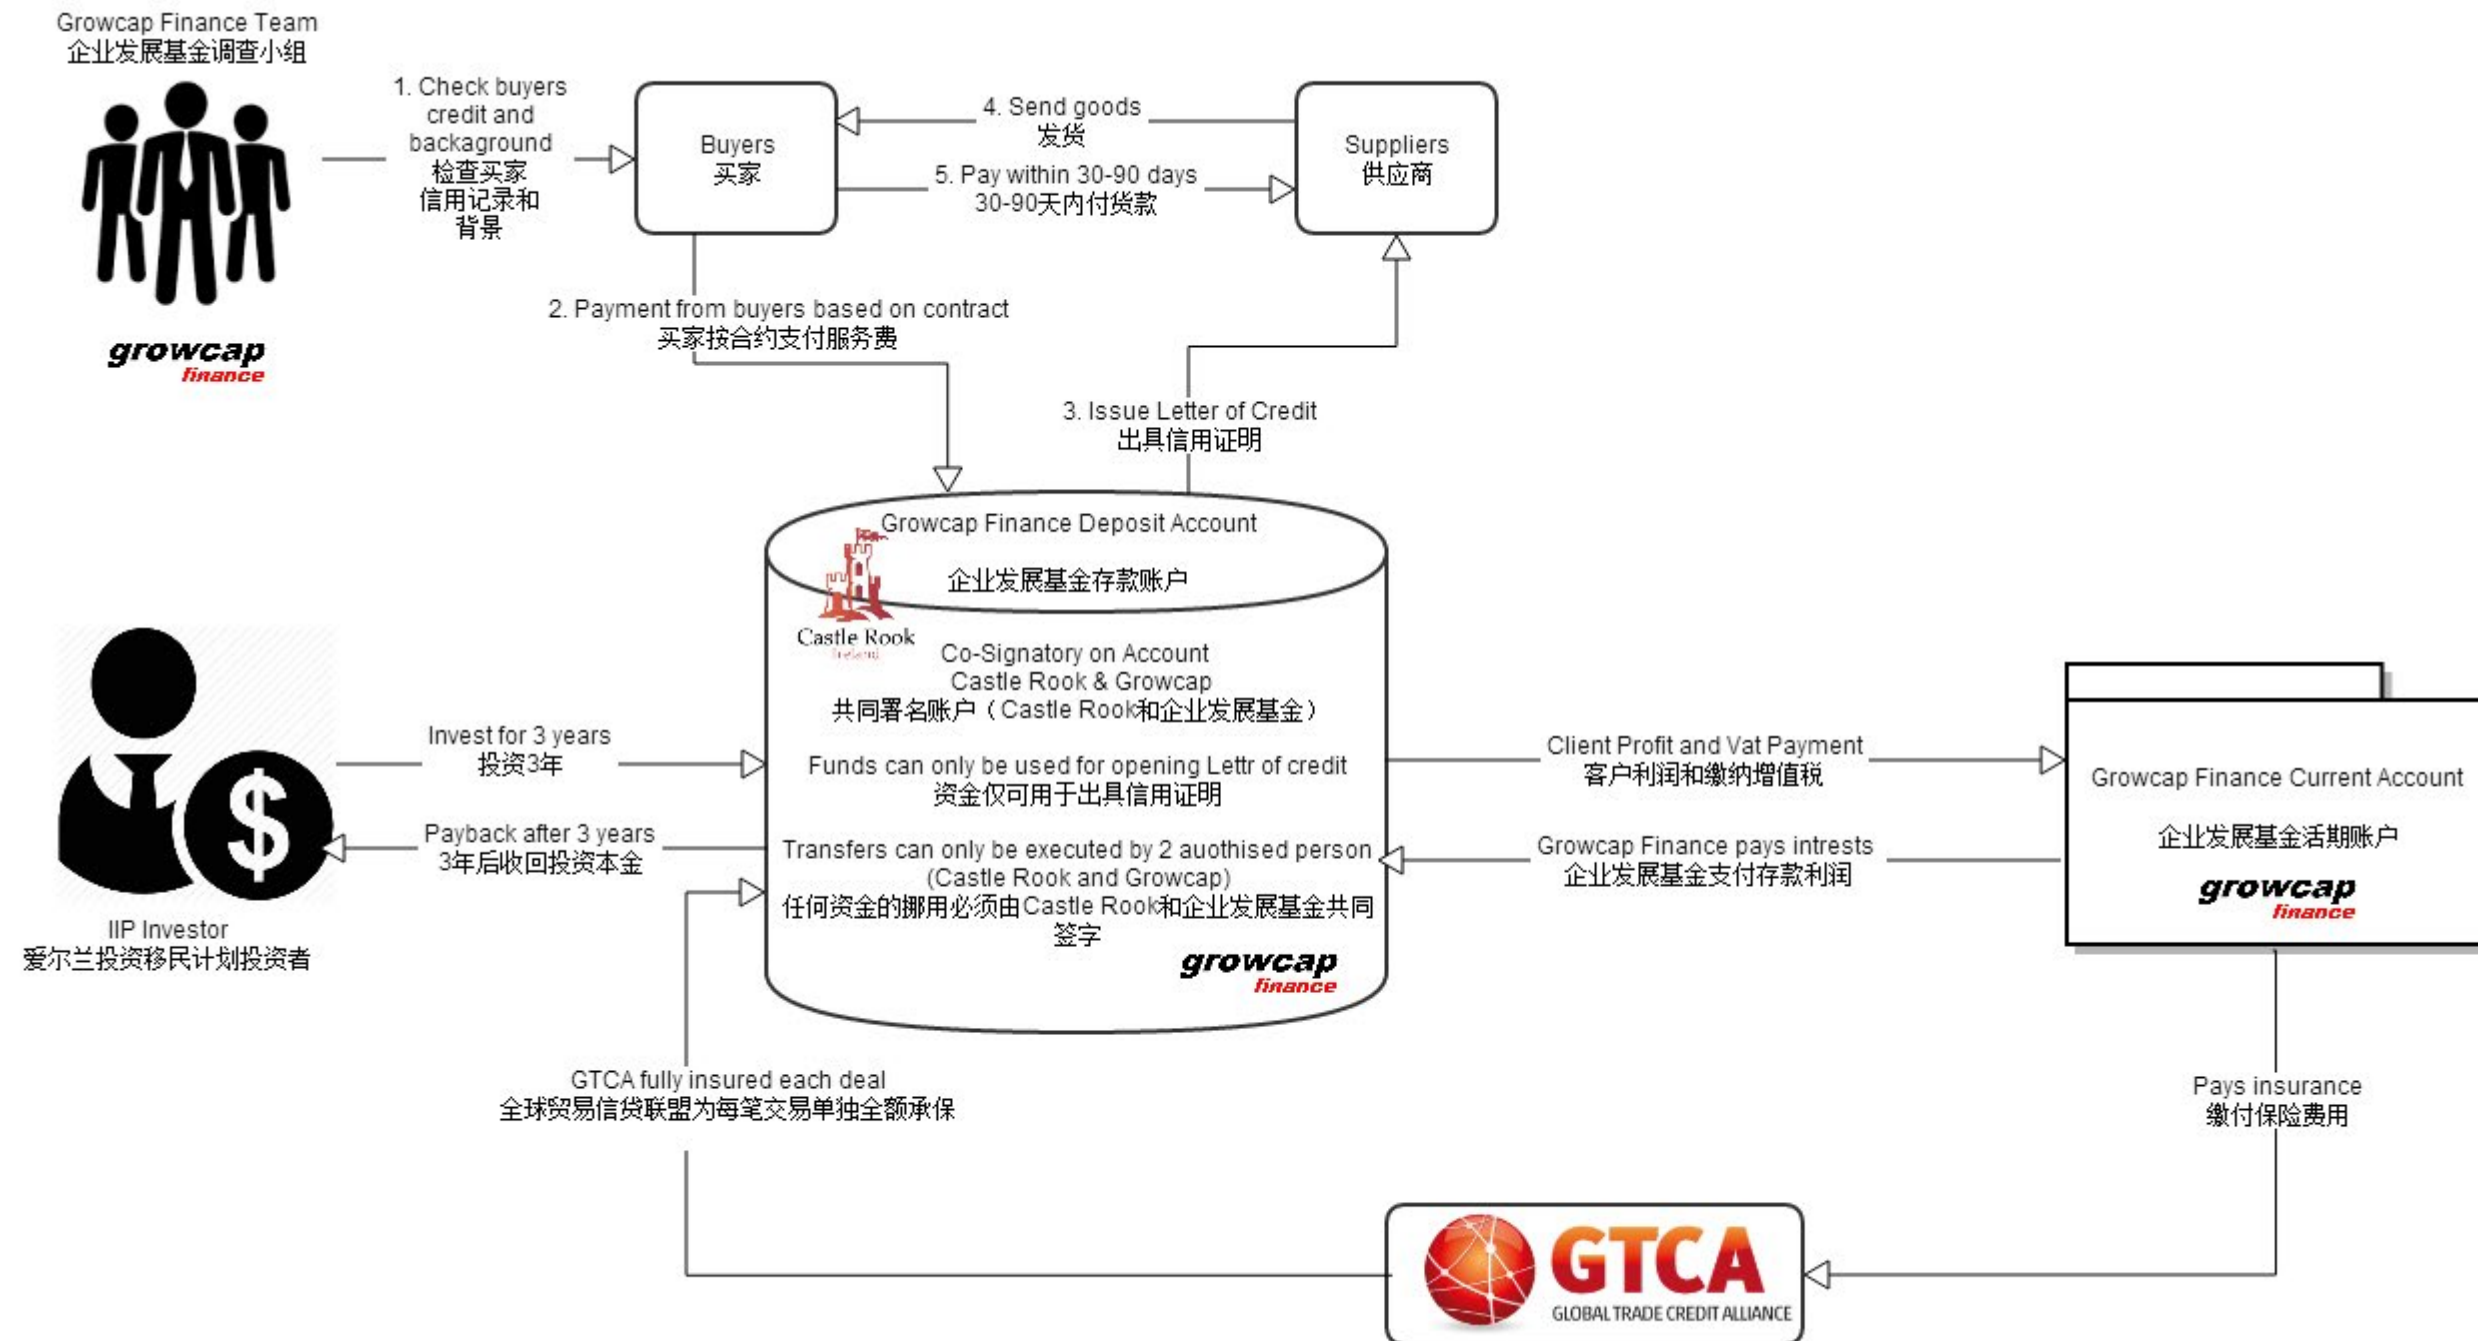 Growcap Finance Team
企业发展基金调查小组
growcap
finance
1. Check buyers
credit and
backaground
检查买家
信用记录和
背景
Buyers
买家
4. Send goods
发货
5. Pay within 30-90 days
30-90天内付货款
Suppliers
供应商
2. Payment from buyers based on contract
买家按合约支付服务费
3. Issue Letter of Credit
出具信用证明
Growcap Finance Deposit Account
企业发展基金存款账户
Castle Rook
Ireland
Co-Signatory on Account
Castle Rook & Growcap
共同署名账户（Castle Rook和企业发展基金）
Funds can only be used for opening Lettr of credit
资金仅可用于出具信用证明
Transfers can only be executed by 2 auothised person
(Castle Rook and Growcap)
任何资金的挪用必须由Castle Rook和企业发展基金共同
签字
growcap
finance
Invest for 3 years
投资3年
Payback after 3 years
3年后收回投资本金
IIP Investor
爱尔兰投资移民计划投资者
Client Profit and Vat Payment
客户利润和缴纳增值税
Growcap Finance pays intrests
企业发展基金支付存款利润
Growcap Finance Current Account
企业发展基金活期账户
growcap
finance
GTCA fully insured each deal
全球贸易信贷联盟为每笔交易单独全额承保
Pays insurance
缴付保险费用
GTCA
GLOBAL TRADE CREDIT ALLIANCE